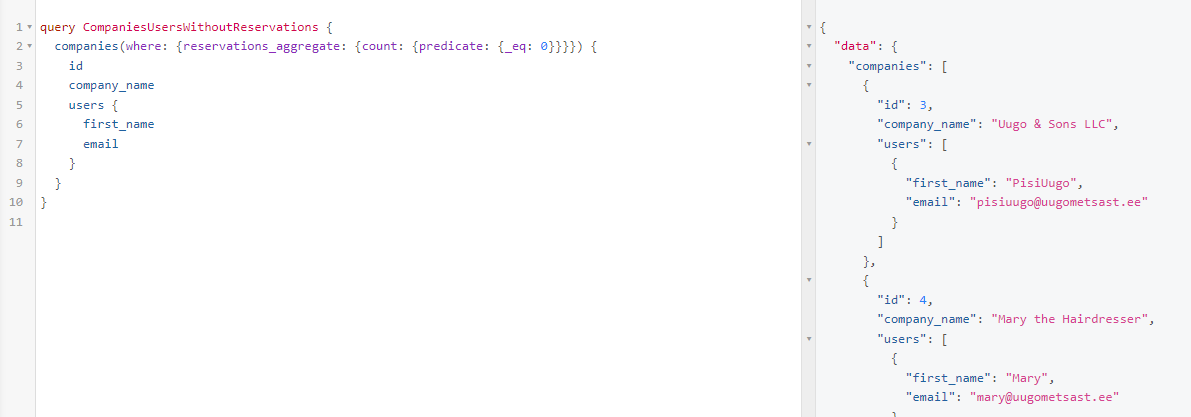 1 query CompaniesUsersWithoutReservations {
2 companies(where: {reservations_aggregate: {count: {predicate: {_eq: 0}}}}) {
3 id
4 company_name
5 users {
6 first_name
7 email
8 }
9 }
10 }
11
{
"data": {
"companies": [
{
"id": 3,
"company_name": "Uugo & Sons LLC",
"users": [
{
"first_name": "PisiUugo",
"email": "pisiuugo@uugometsast.ee"
}
]
},
{
"id": 4,
"company_name": "Mary the Hairdresser",
"users": [
{
"first_name": "Mary",
"email": "mary@uugometsast.ee"
}